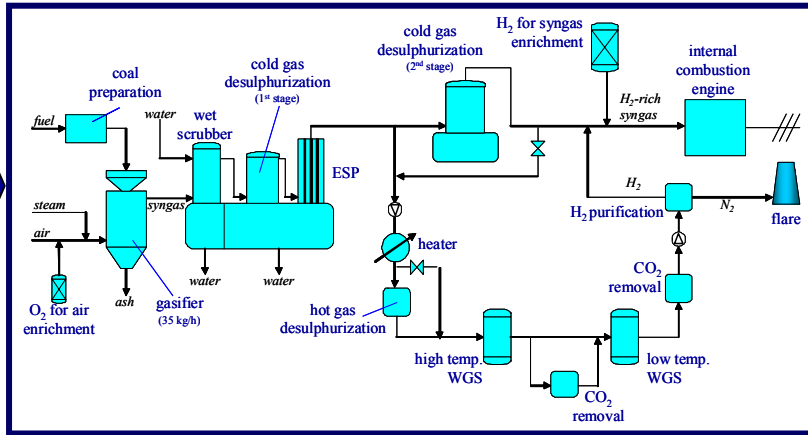 coal
preparation
fuel
water
wet
scrubber
cold gas
desulphurization
(1st stage)
ESP
cold gas
desulphurization
(2nd stage)
H2 for syngas
enrichment
H2-rich
syngas
internal
combustion
engine
steam
air
syngas
O2 for air
enrichment
ash
gasifier
(35 kg/h)
water
water
heater
hot gas
desulphurization
high temp.
WGS
CO2
removal
low temp.
WGS
CO2
removal
H2 purification
H2
N2
flare